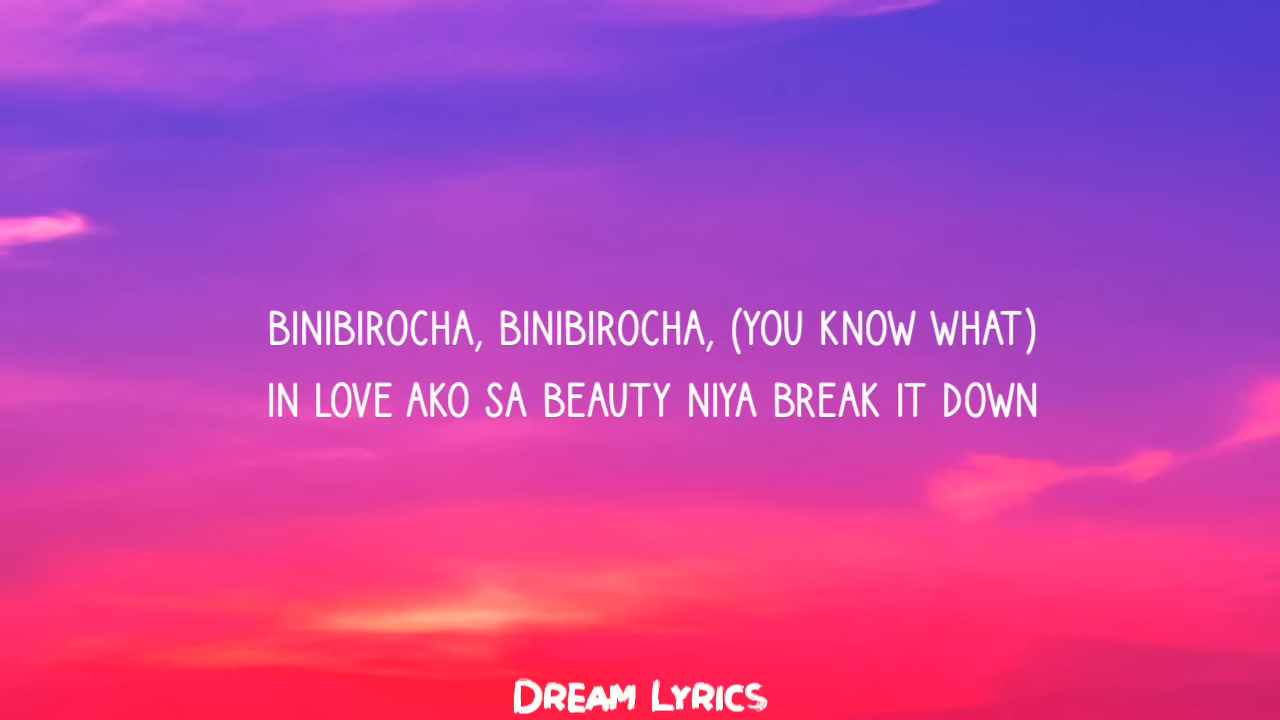 BINIBIROCHA, BINIBIROCHA, (YOU KNOW WHAT)
IN LOVE AKO SA BEAUTY NIYA BREAK IT DOWN
DREAM LYRICS